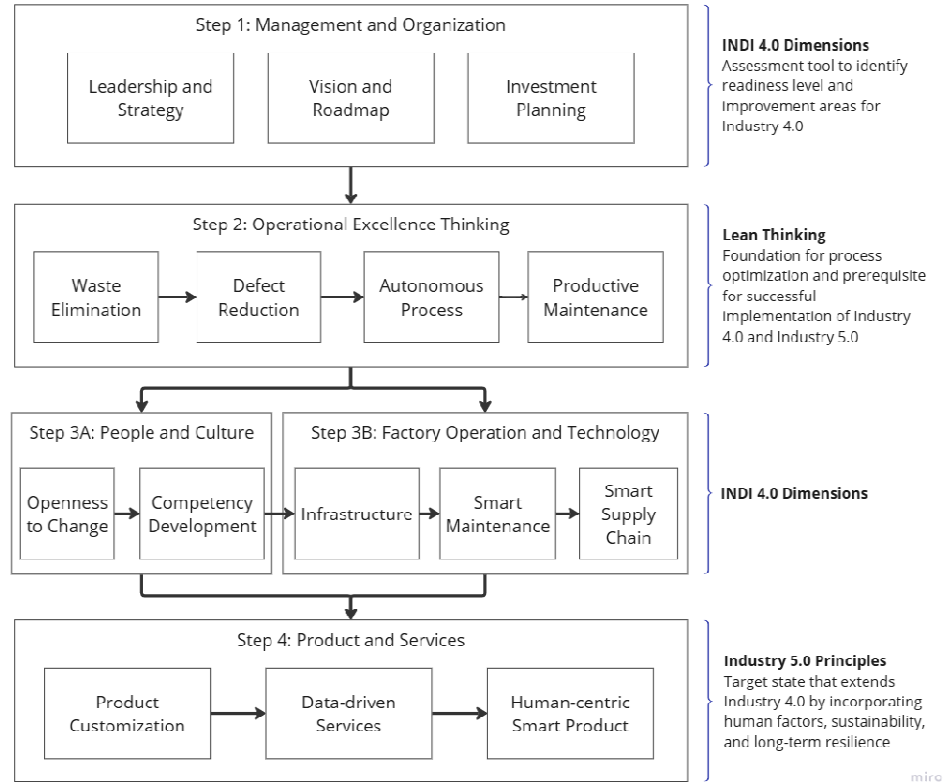 Step 1: Management and Organization
Leadership and
Strategy
Vision and
Roadmap
Investment
Planning
INDI 4.0 Dimensions
Assessment tool to identify
readiness level and
improvement areas for
Industry 4.0
Step 2: Operational Excellence Thinking
Waste
Elimination
Defect
Reduction
Autonomous
Process
Productive
Maintenance
Lean Thinking
Foundation for process
optimization and prerequisite
for successful
implementation of Industry
4.0 and Industry 5.0
Step 3A: People and Culture
Openness
to Change
Competency
Development
Step 3B: Factory Operation and Technology
Infrastructure
Smart
Maintenance
Smart
Supply
Chain
INDI 4.0 Dimensions
Step 4: Product and Services
Product
Customization
Data-driven
Services
Human-centric
Smart Product
Industry 5.0 Principles
Target state that extends
Industry 4.0 by incorporating
human factors, sustainability,
and long-term resilience
miro